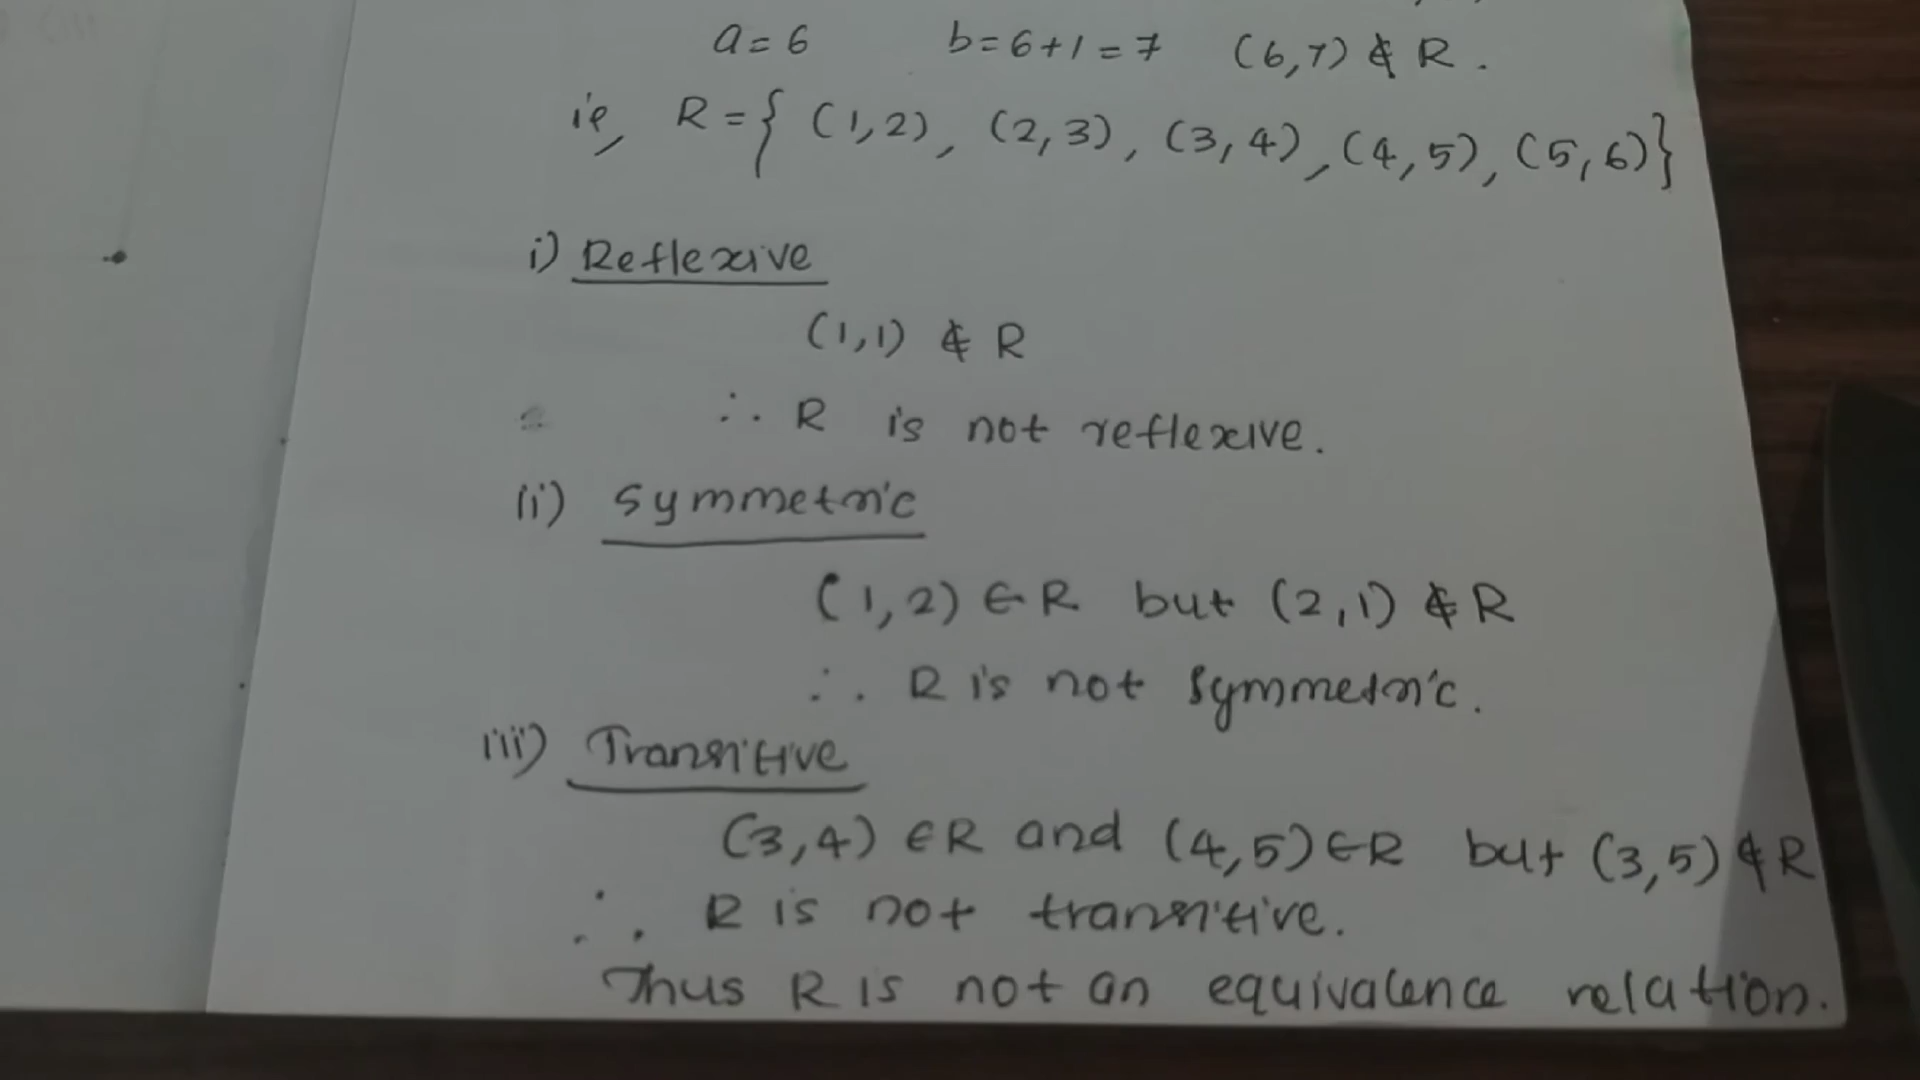 a = 6 b = 6+1 = 7 (6,7) ∉ R.
ie, R = { (1,2), (2,3), (3,4), (4,5), (5,6)}
i) Reflexive
(1,1) ∉ R
∴ R is not reflexive.
(ii) Symmetric
(1,2) ∈ R but (2,1) ∉ R
∴ R is not symmetric.
iii) Transitive
(3,4) ∈ R and (4,5) ∈ R but (3,5) ∉ R
∴ R is not transitive.
Thus R is not an equivalence relation.